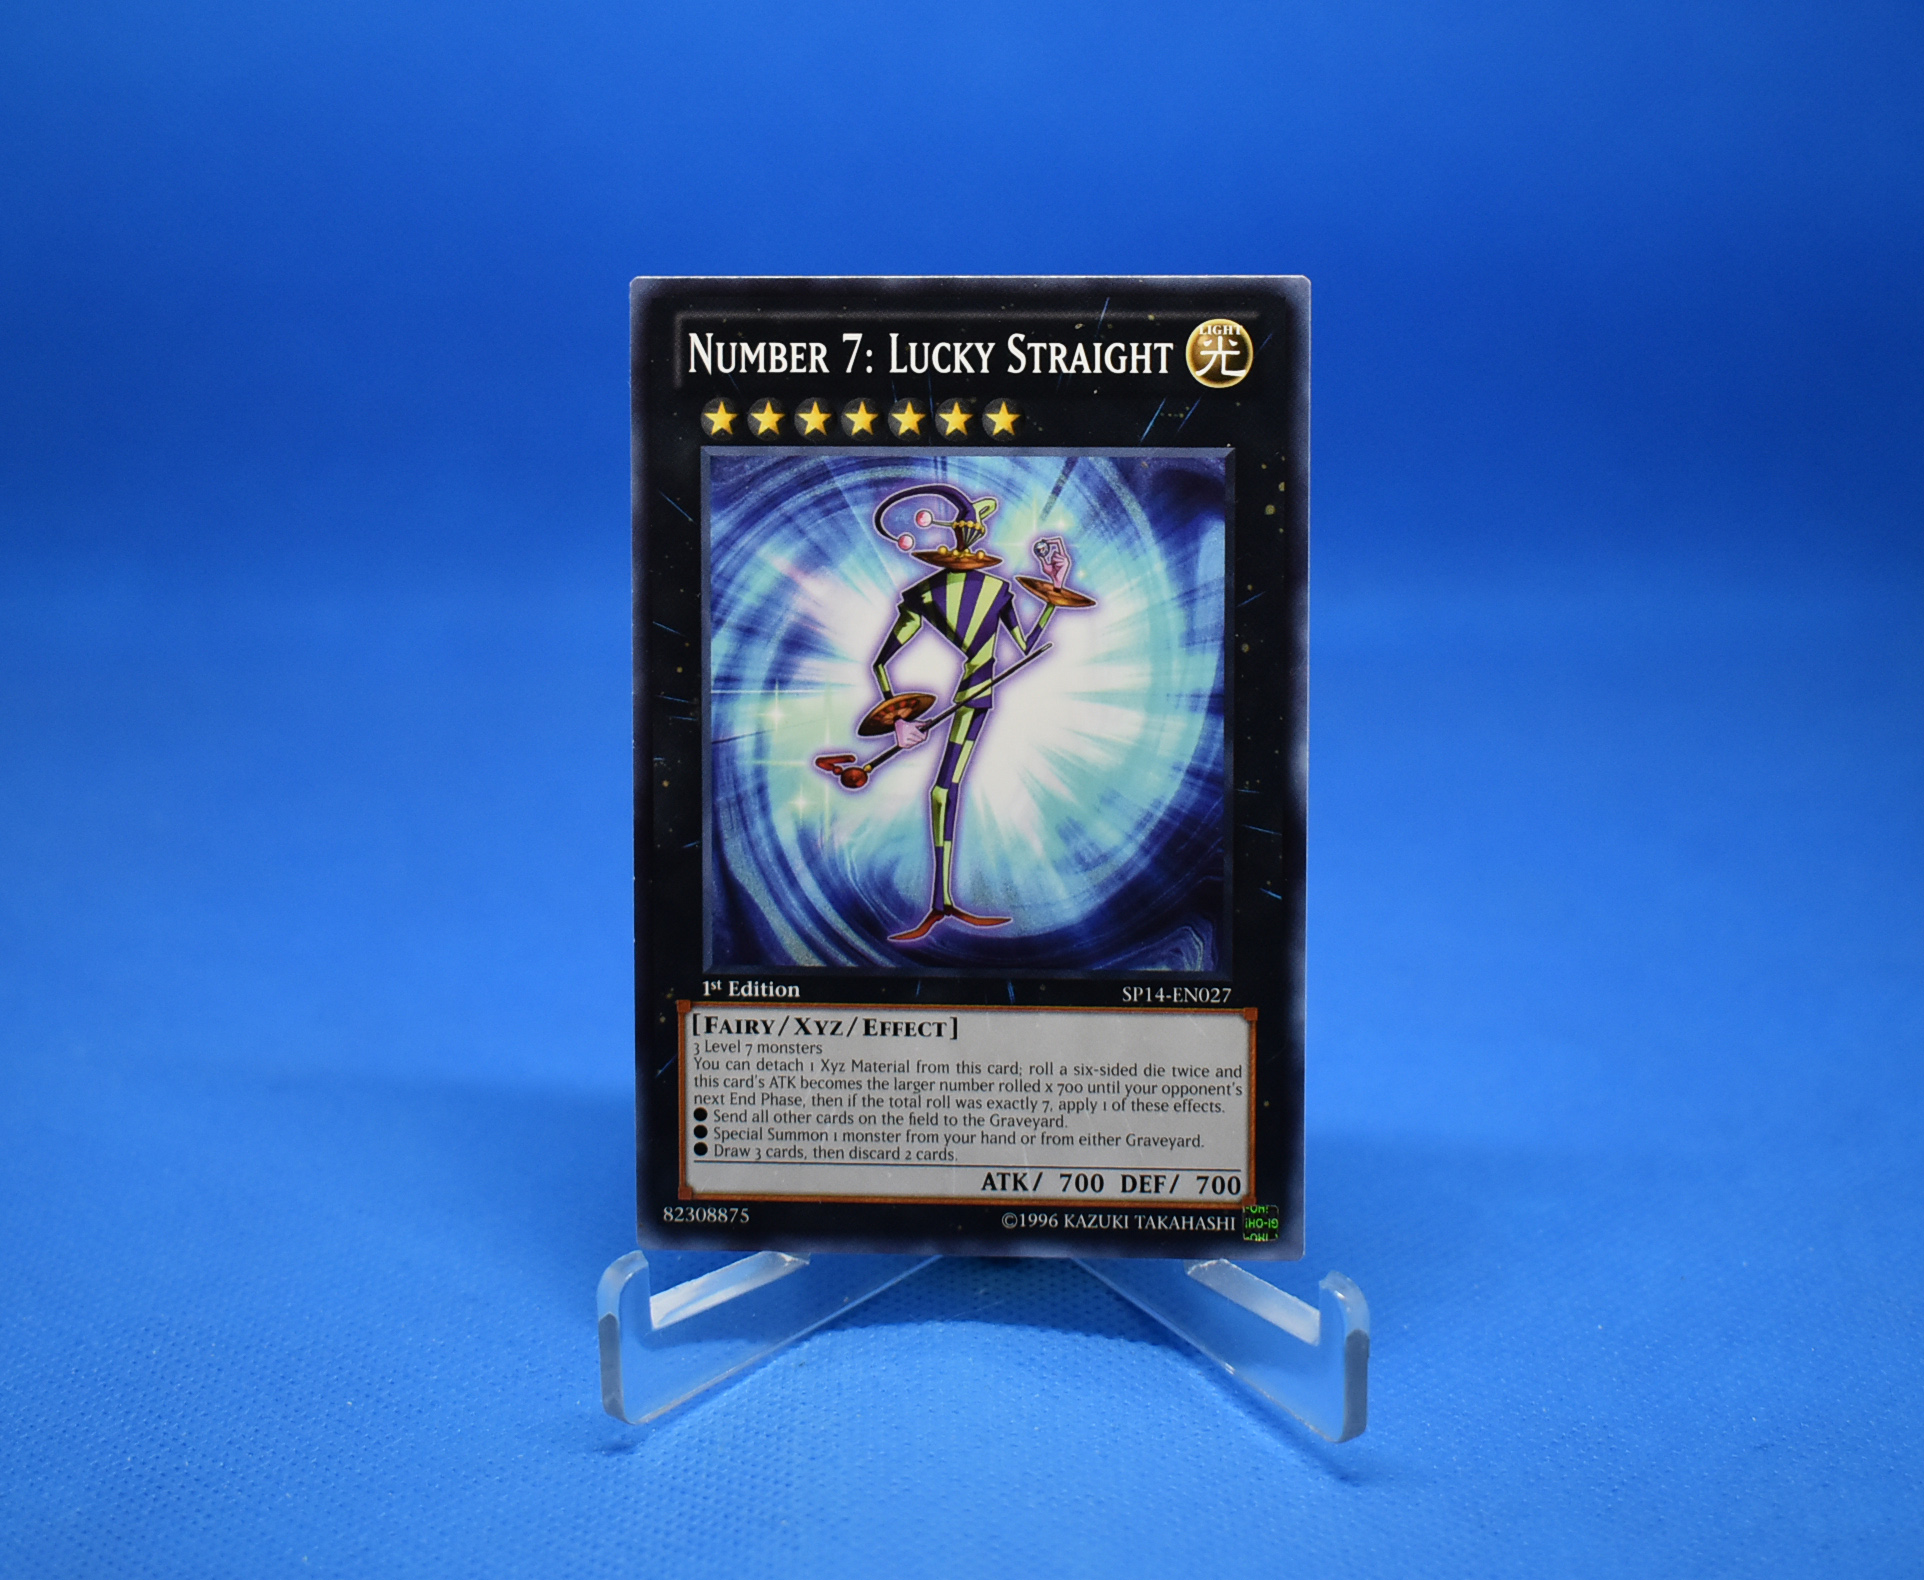 NUMBER 7: LUCKY STRAIGHT
LIGHT
光
1st Edition
SP14-EN027
[FAIRY/XYZ/EFFECT]
3 Level 7 monsters
You can detach 1 Xyz Material from this card; roll a six-sided die twice and
this card's ATK becomes the larger number rolled x 700 until your opponent's
next End Phase, then if the total roll was exactly 7, apply 1 of these effects.
● Send all other cards on the field to the Graveyard.
● Special Summon 1 monster from your hand or from either Graveyard.
● Draw 3 cards, then discard 2 cards.
ATK/ 700 DEF/ 700
82308875
©1996 KAZUKI TAKAHASHI